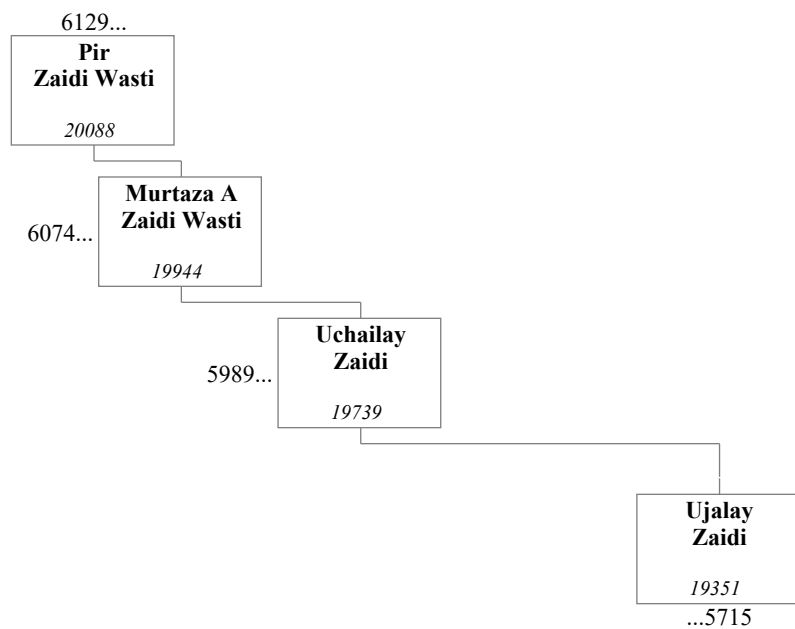 6129...
Pir
Zaidi Wasti
20088
Murtaza A
Zaidi Wasti
6074...
19944
Uchailay
Zaidi
5989...
19739
Ujalay
Zaidi
19351
...5715